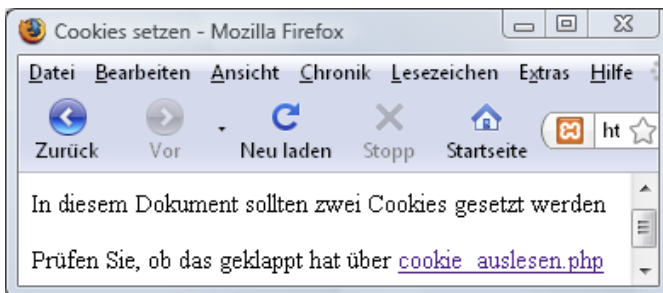 Cookies setzen - Mozilla Firefox
Datei Bearbeiten Ansicht Chronik Lesezeichen Extras Hilfe
Zurück Vor Neu laden Stopp Startseite ht
In diesem Dokument sollten zwei Cookies gesetzt werden
Prüfen Sie, ob das geklappt hat über cookie_auslesen.php